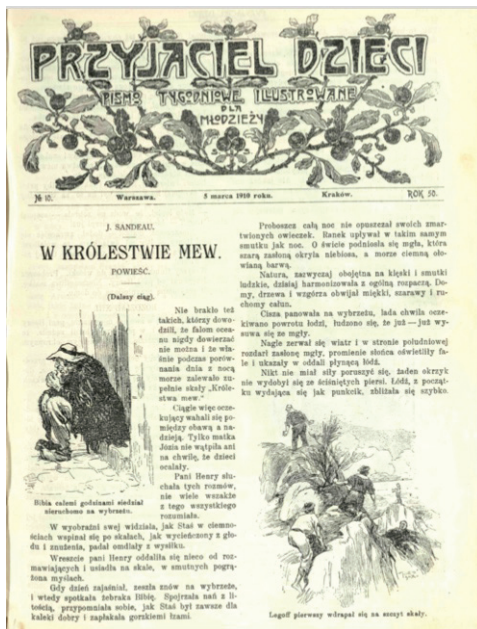 PRZYJACIEL DZIECI
PISMO TYGODNIOWE ILLUSTROWANE
DLA
MŁODZIEŻY
№ 10. Warszawa. 5 marca 1910 roku. Kraków. ROK 50.
J. SANDEAU.
W KRÓLESTWIE MEW.
POWIEŚĆ.
(Dalszy ciąg).
Nie brakło też
takich, którzy dowo-
dzili, że falom ocea-
nu nigdy dowierzać
nie można i że wła-
śnie podczas porów-
nania dnia z nocą
morze zalewało zu-
pełnie skały „Króle-
stwa mew.“
Ciągle więc ocze-
kujący wahali się po-
między obawą a na-
dzieją. Tylko matka
Józia nie wątpiła ani
na chwilę, że dzieci
ocalały.
Pani Henry słu-
chała tych rozmów,
nie wiele wszakże
z tego wszystkiego
rozumiała.
Bibia całemi godzinami siedział
nieruchomo na wybrzeżu.
W wyobraźni swej widziała, jak Staś w ciemno-
ściach wspinał się po skałach, jak wycieńczony z gło-
du i znużenia, padał omdlały z wysiłku.
Wreszcie pani Henry oddaliła się nieco od roz-
mawiających i usiadła na skale, w smutnych pogrą-
żona myślach.
Gdy dzień zajaśniał, zeszła znów na wybrzeże,
i wtedy spotkała żebraka Bibię. Spojrzała nań z li-
tością, przypomniała sobie, jak Staś był zawsze dla
kaleki dobry i zapłakała gorzkiemi łzami.
Proboszcz całą noc nie opuszczał swoich zmar-
twionych owieczek. Ranek upływał w takim samym
smutku jak noc. O świcie podniosła się mgła, która
szarą zasłoną okryła niebiosa, a morze ciemną oło-
wianą barwą.
Natura, zazwyczaj obojętna na klęski i smutki
ludzkie, dzisiaj harmonizowała z ogólną rozpaczą. Do-
my, drzewa i wzgórza obwijał miękki, szarawy i ru-
chomy całun.
Cisza panowała na wybrzeżu, lada chwila ocze-
kiwano powrotu łodzi, łudzono się, że już — już wy-
suwa się ze mgły.
Nagle zerwał się wiatr i w stronie południowej
rozdarł zasłonę mgły, promienie słońca oświetliły fa-
le i ukazały w oddali płynącą łódź.
Nikt nie miał siły poruszyć się, żaden okrzyk
nie wydobył się ze ściśniętych piersi. Łódź, z począt-
ku wydająca się jak punkcik, zbliżała się szybko.
Legoff pierwszy wdrapał się na szczyt skały.